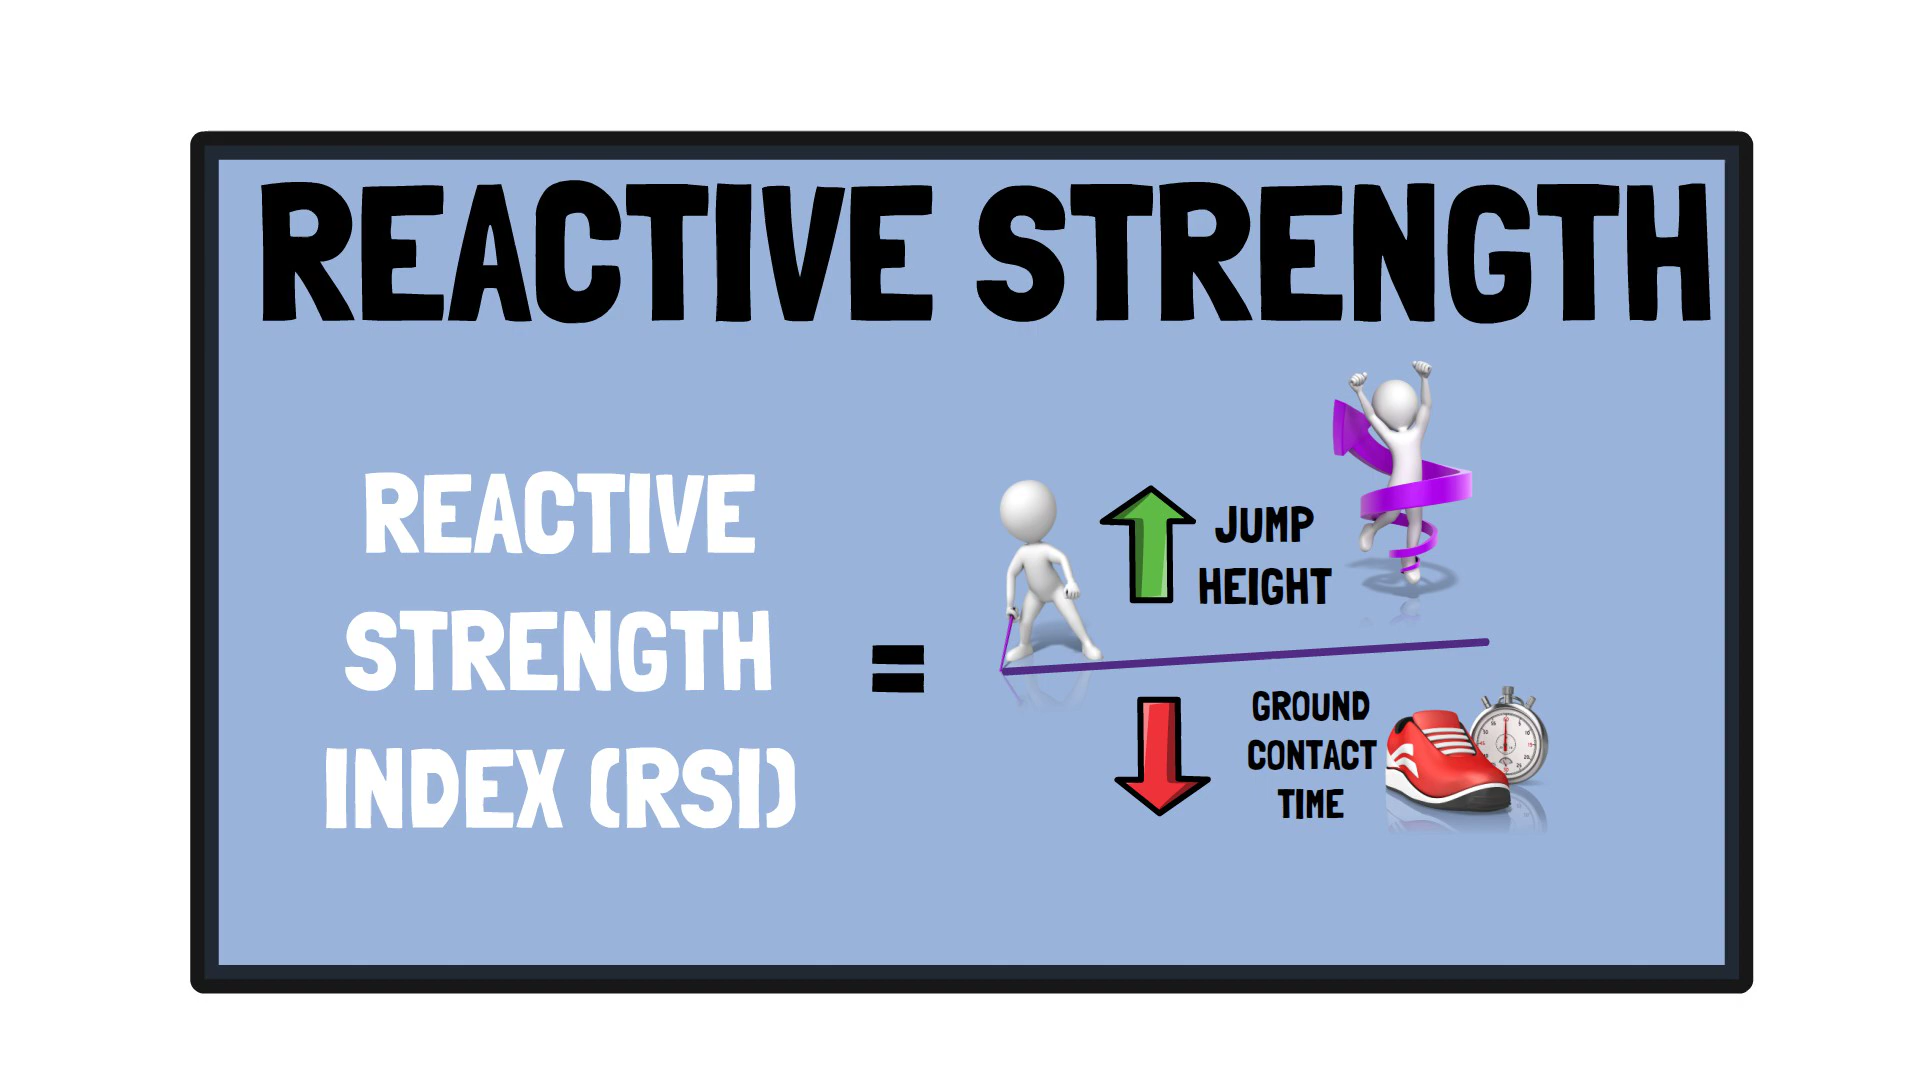 REACTIVE STRENGTH
REACTIVE
STRENGTH
INDEX (RSI)
=
JUMP
HEIGHT
GROUND
CONTACT
TIME